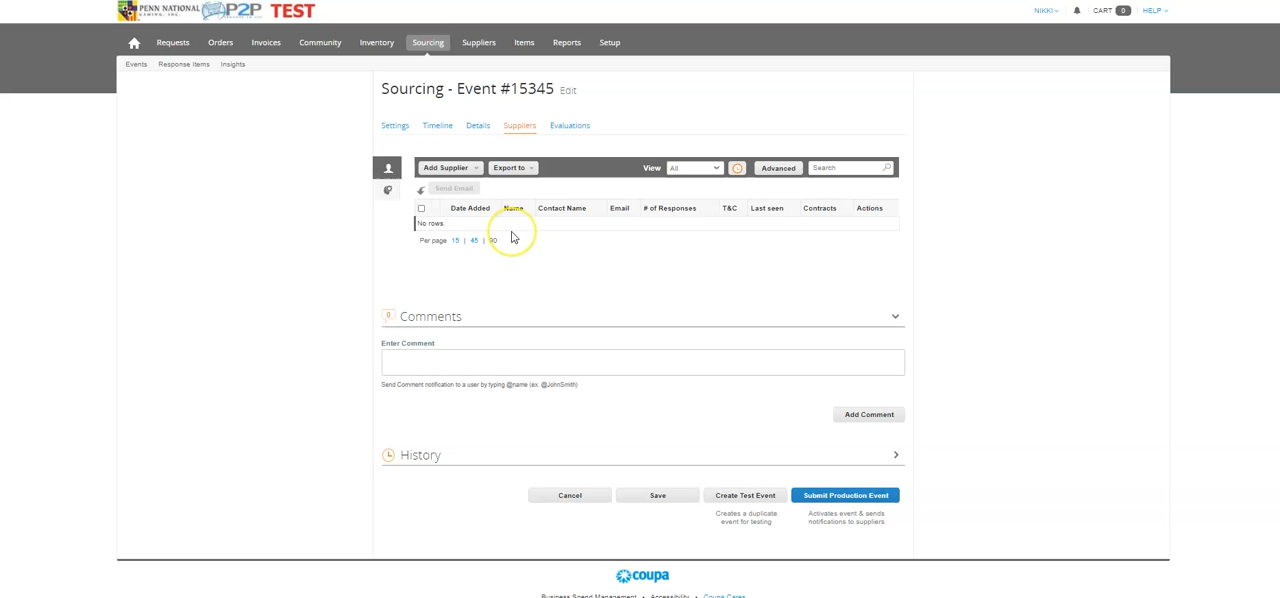 PENN NATIONAL GAMING, INC. P2P TEST
NIKKI CART 0 HELP
Requests Orders Invoices Community Inventory Sourcing Suppliers Items Reports Setup
Events Response Items Insights
Sourcing - Event #15345 Edit
Settings Timeline Details Suppliers Evaluations
Add Supplier Export to View All Advanced Search
Send Email
Date Added Name Contact Name Email # of Responses T&C Last seen Contracts Actions
No rows.
Per page 15 | 45 | 90
0 Comments
Enter Comment
Send Comment notification to a user by typing @name (ex. @JohnSmith)
Add Comment
History
Cancel Save Create Test Event Submit Production Event
Creates a duplicate event for testing
Activates event & sends notifications to suppliers
coupa
Business Spend Management • Accessibility • Coupa Cares